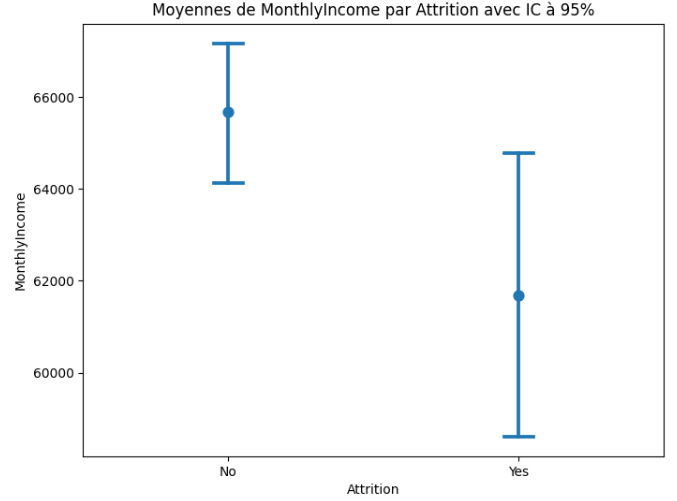 Moyennes de MonthlyIncome par Attrition avec IC à 95%
66000
64000
62000
60000
MonthlyIncome
No
Yes
Attrition